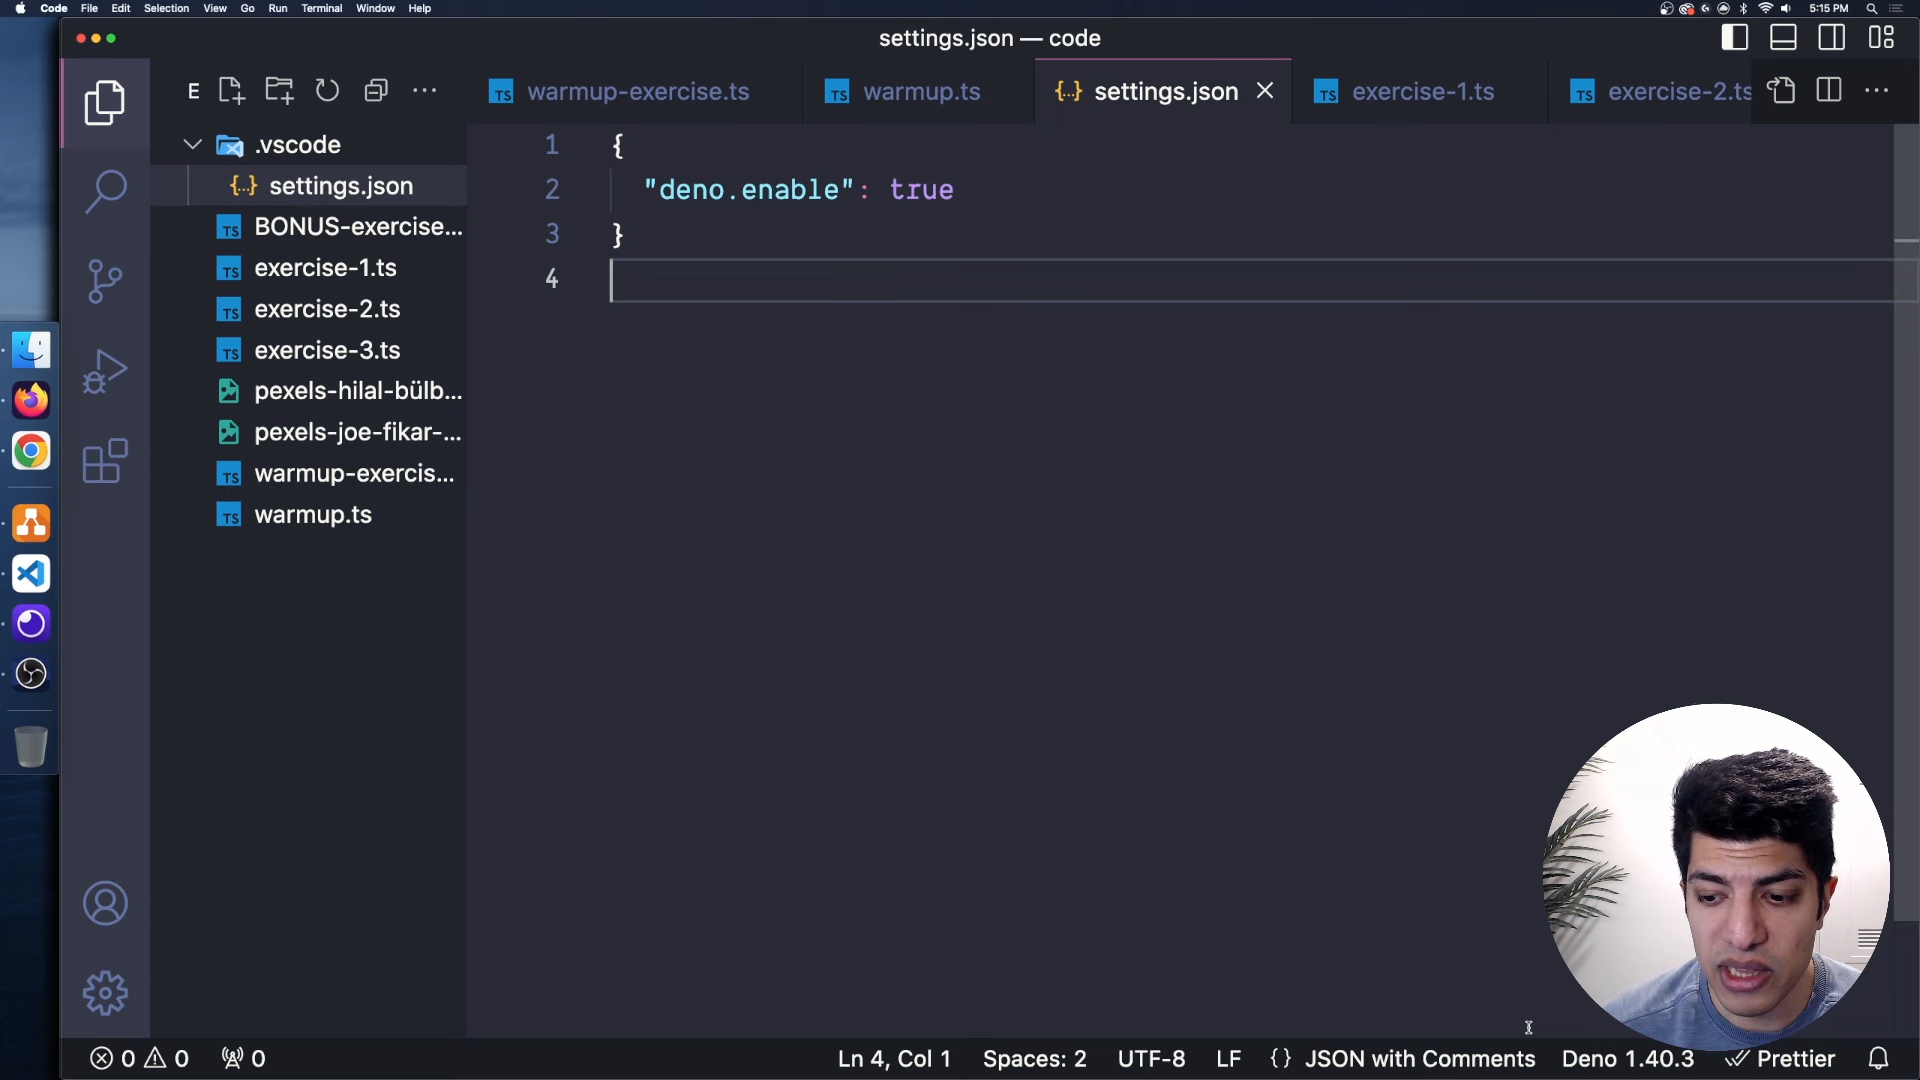 Code File Edit Selection View Go Run Terminal Window Help 5:15 PM
settings.json — code
E
warmup-exercise.ts warmup.ts settings.json exercise-1.ts exercise-2.ts
.vscode
settings.json
BONUS-exercise...
exercise-1.ts
exercise-2.ts
exercise-3.ts
pexels-hilal-bülb...
pexels-joe-fikar-...
warmup-exercis...
warmup.ts
1 {
2 "deno.enable": true
3 }
4
0 0 0 Ln 4, Col 1 Spaces: 2 UTF-8 LF {} JSON with Comments Deno 1.40.3 Prettier